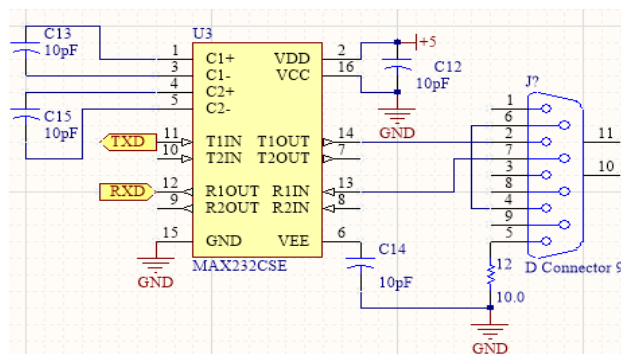 C13
10pF
C15
10pF
U3
1 C1+ VDD 2
3 C1- VCC 16
4 C2+
5 C2-
TXD 11 T1IN T1OUT 14
10 T2IN T2OUT 7
RXD 12 R1OUT R1IN 13
9 R2OUT R2IN 8
15 GND VEE 6
MAX232CSE
GND
+5
C12
10pF
GND
C14
10pF
J?
1
6
2
7
3
8
4
9
5
11
10
D Connector 9
12
10.0
GND